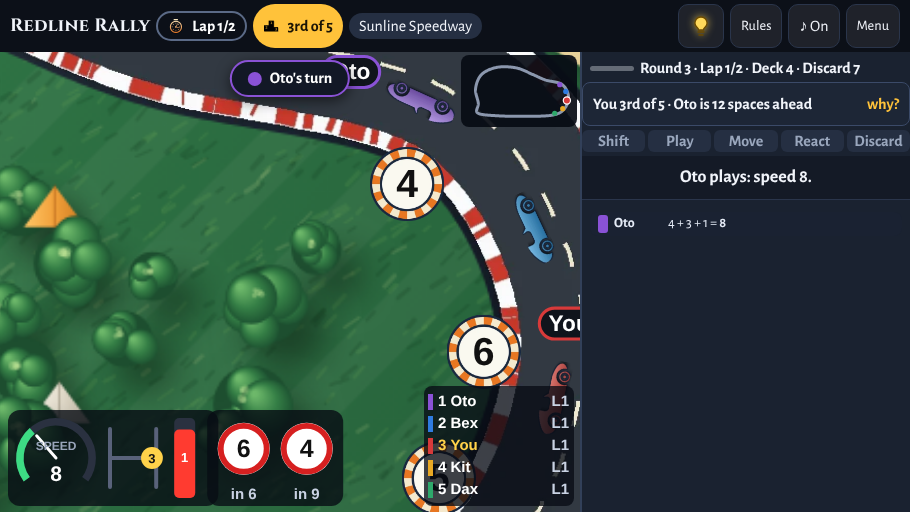 REDLINE RALLY
Lap 1/2
3rd of 5
Sunline Speedway
Rules
♪ On
Menu
Oto's turn
Round 3 · Lap 1/2 · Deck 4 · Discard 7
You 3rd of 5 · Oto is 12 spaces ahead
why?
Shift
Play
Move
React
Discard
Oto plays: speed 8.
Oto
4 + 3 + 1 = 8
4
6
You
1 Oto L1
2 Bex L1
3 You L1
4 Kit L1
5 Dax L1
SPEED
8
3
1
6
in 6
4
in 9